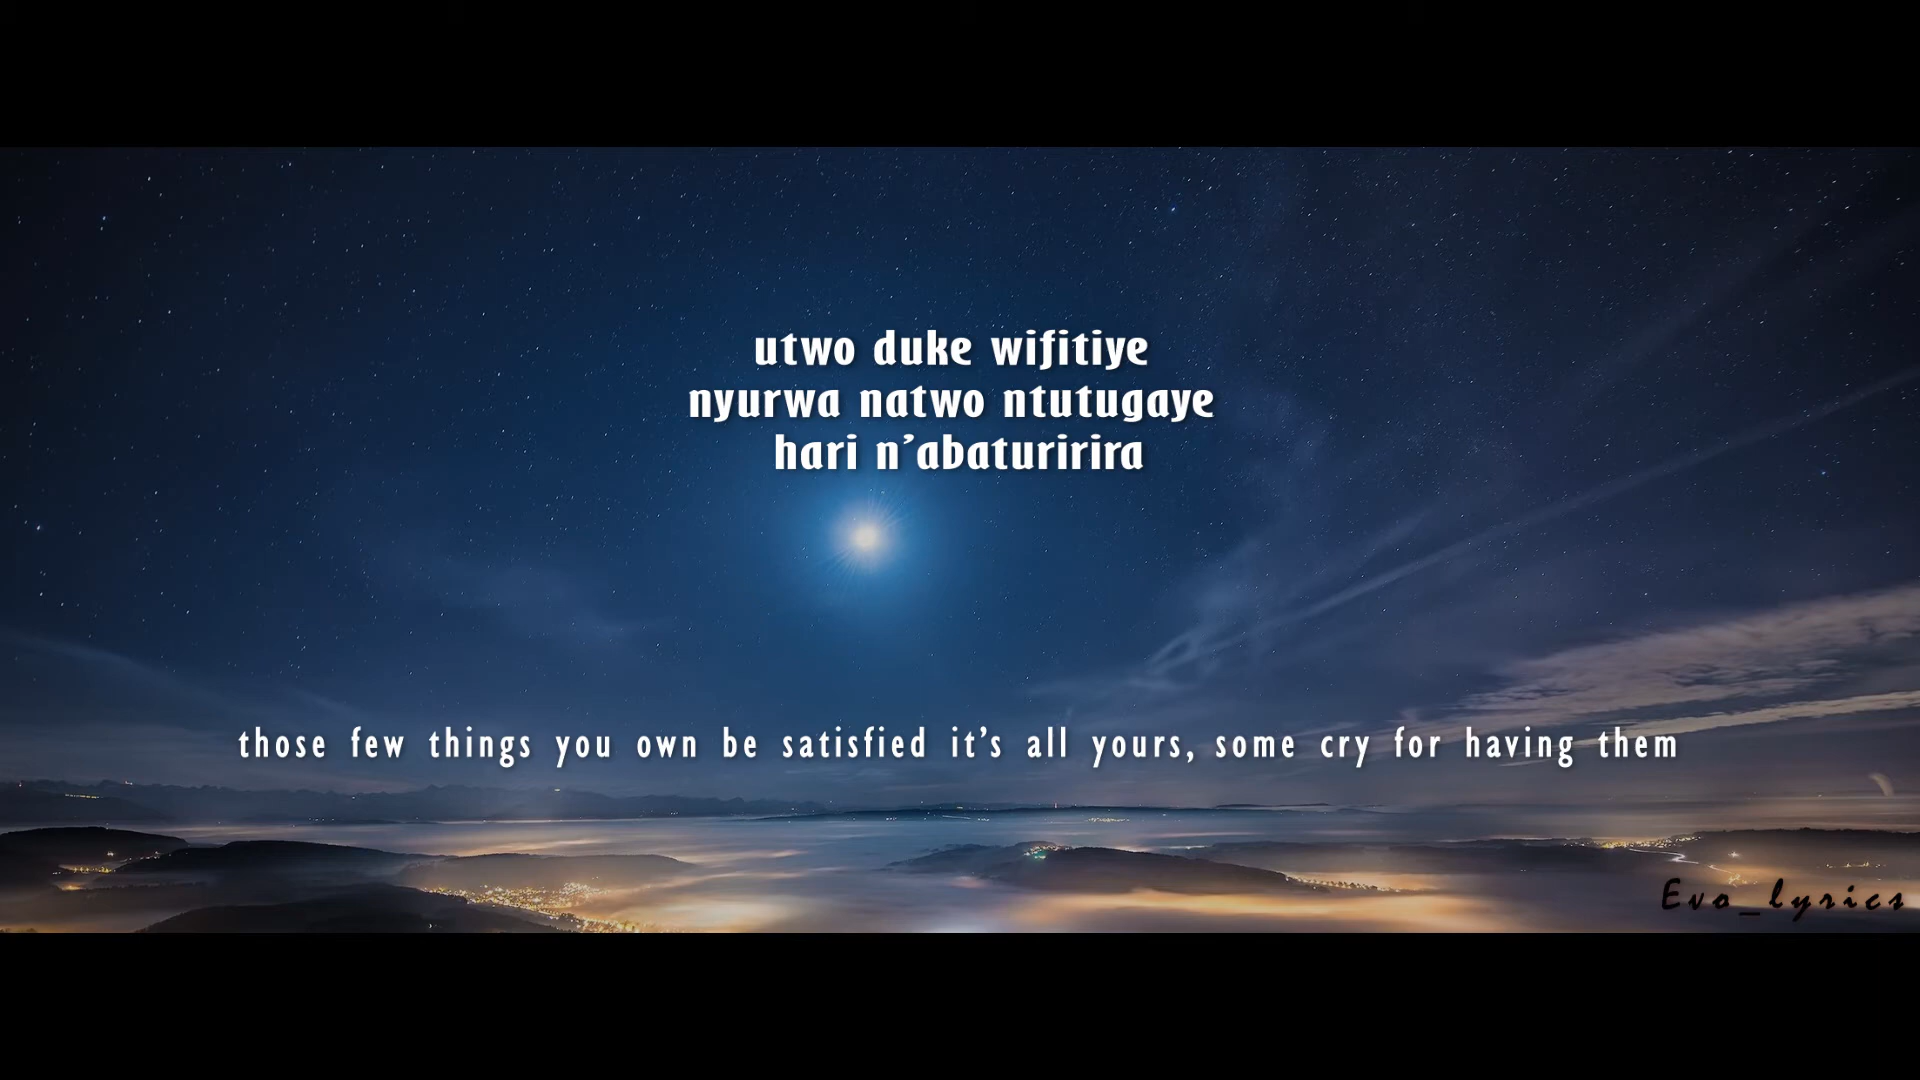 utwo duke wifitiye
nyurwa natwo ntutugaye
hari n'abaturirira
those few things you own be satisfied it's all yours, some cry for having them
Evo_lyrics